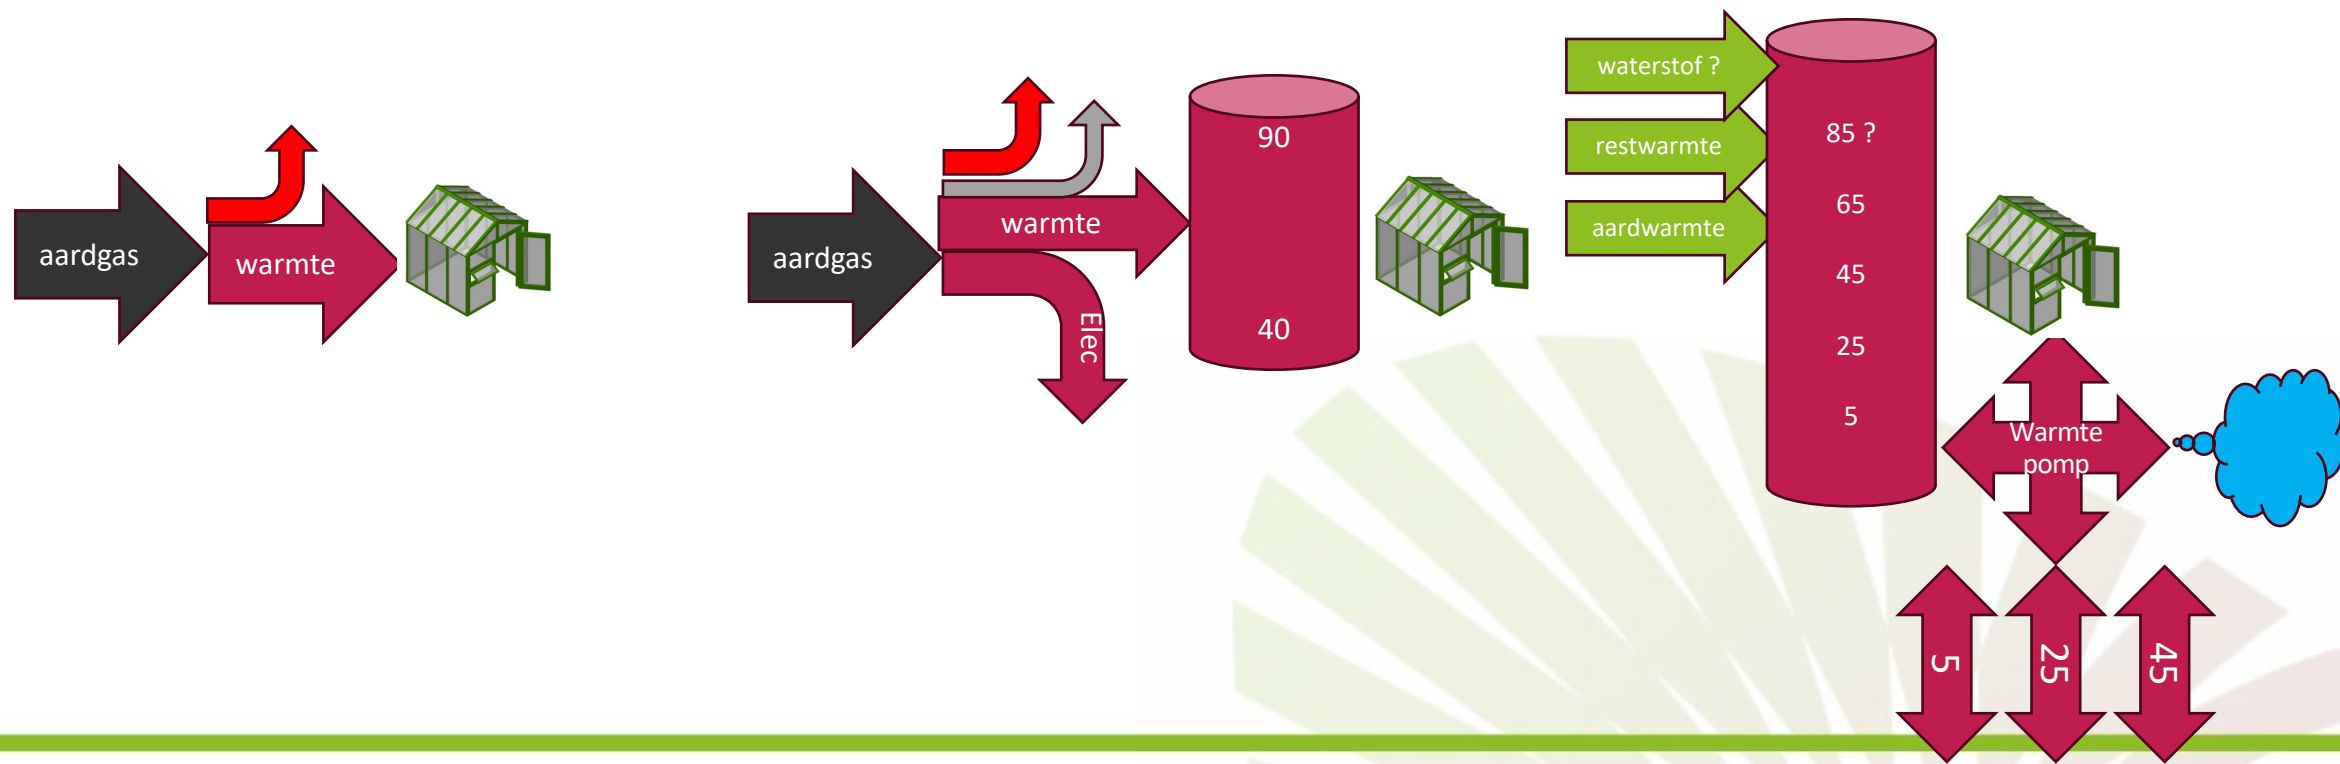 aardgas
warmte
aardgas
warmte
Elec
90
40
waterstof ?
restwarmte
aardwarmte
85 ?
65
45
25
5
Warmte
pomp
5
25
45